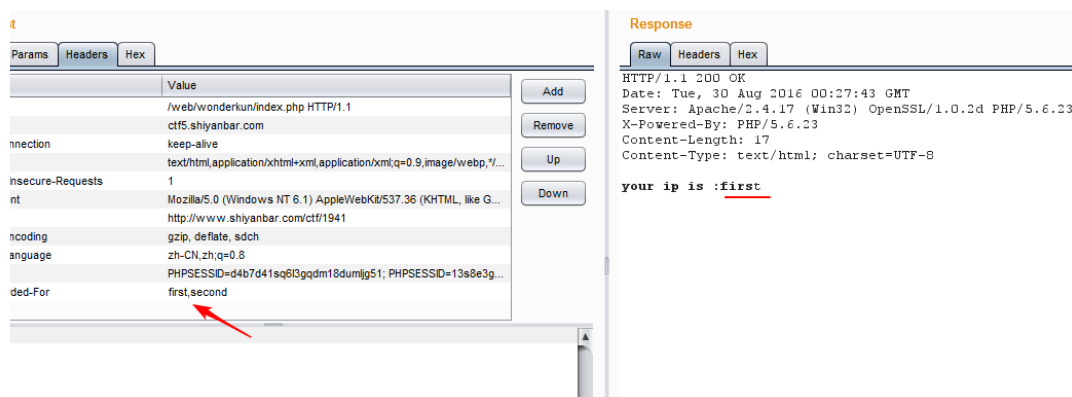 st
Params Headers Hex
Value
/web/wonderkun/index.php HTTP/1.1
ctf5.shiyanbar.com
nnection keep-alive
text/html,application/xhtml+xml,application/xml;q=0.9,image/webp,*/...
nsecure-Requests 1
nt Mozilla/5.0 (Windows NT 6.1) AppleWebKit/537.36 (KHTML, like G...
http://www.shiyanbar.com/ctf/1941
ncoding gzip, deflate, sdch
anguage zh-CN,zh;q=0.8
PHPSESSID=d4b7d41sq6l3gqdm18dumljg51; PHPSESSID=13s8e3g...
ded-For first,second
Add
Remove
Up
Down
Response
Raw Headers Hex
HTTP/1.1 200 OK
Date: Tue, 30 Aug 2016 00:27:43 GMT
Server: Apache/2.4.17 (Win32) OpenSSL/1.0.2d PHP/5.6.23
X-Powered-By: PHP/5.6.23
Content-Length: 17
Content-Type: text/html; charset=UTF-8
your ip is :first